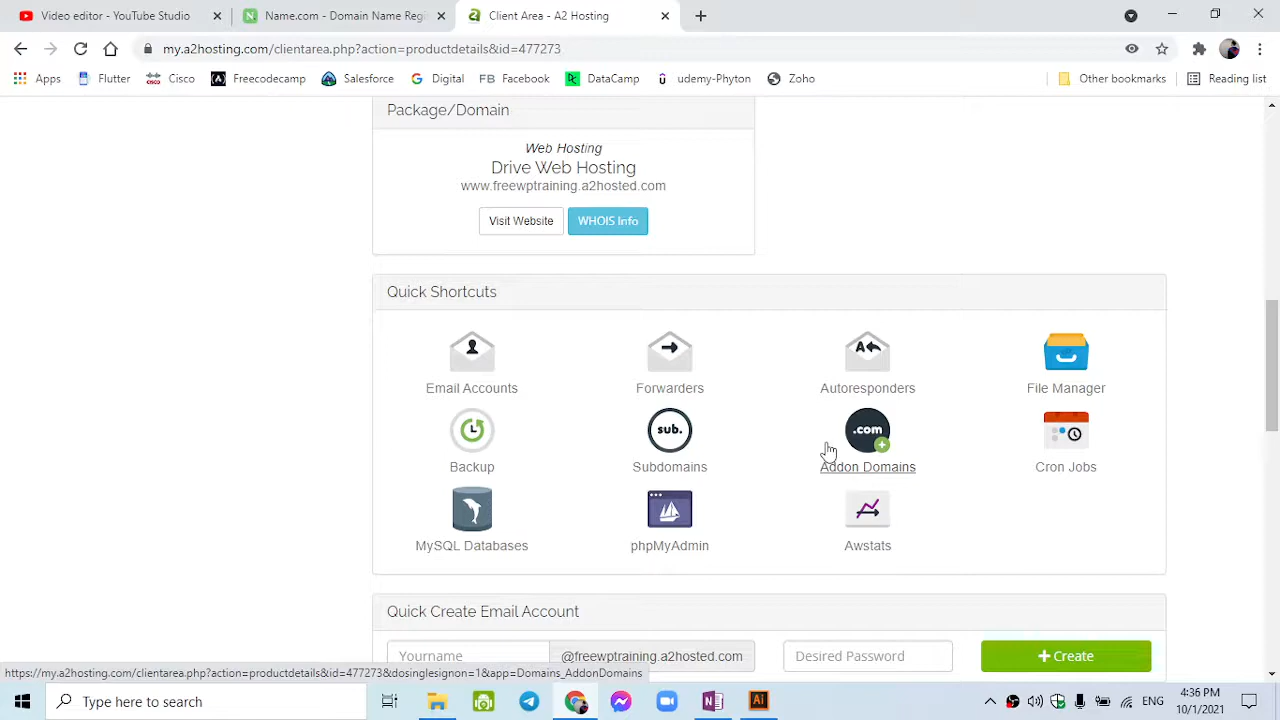 Video editor - YouTube Studio
Name.com - Domain Name Regi
Client Area - A2 Hosting
my.a2hosting.com/clientarea.php?action=productdetails&id=477273
Apps
Flutter
Cisco
Freecodecamp
Salesforce
Digital
FB Facebook
DataCamp
udemy-Phyton
Zoho
Other bookmarks
Reading list
Package/Domain
Web Hosting
Drive Web Hosting
www.freewptraining.a2hosted.com
Visit Website
WHOIS Info
Quick Shortcuts
Email Accounts
Forwarders
A
Autoresponders
File Manager
sub.
.com
Backup
Subdomains
Addon Domains
Cron Jobs
MySQL Databases
phpMyAdmin
Awstats
Quick Create Email Account
Yourname
@freewptraining.a2hosted.com
Desired Password
+ Create
https://my.a2hosting.com/clientarea.php?action=productdetails&id=477273&dosinglesignon=1&app=Domains_AddonDomains
Type here to search
Ai
4:36 PM
10/1/2021